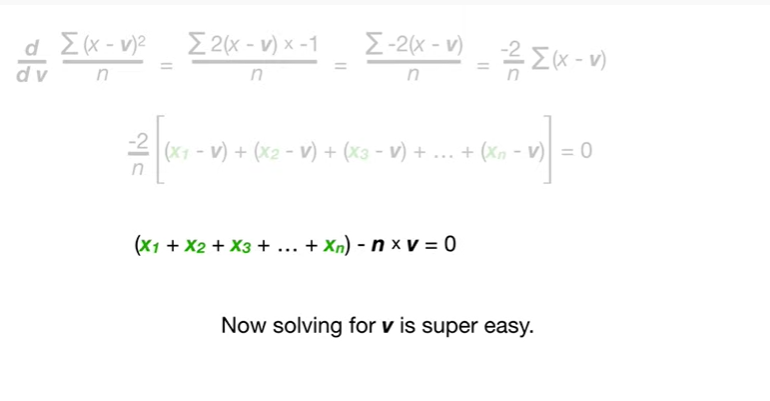 d/dv Σ(x - v)²/n = Σ2(x - v) × -1/n = Σ-2(x - v)/n = -2/n Σ(x - v)
-2/n [(x₁ - v) + (x₂ - v) + (x₃ - v) + ... + (xₙ - v)] = 0
(x₁ + x₂ + x₃ + ... + xₙ) - n × v = 0
Now solving for v is super easy.